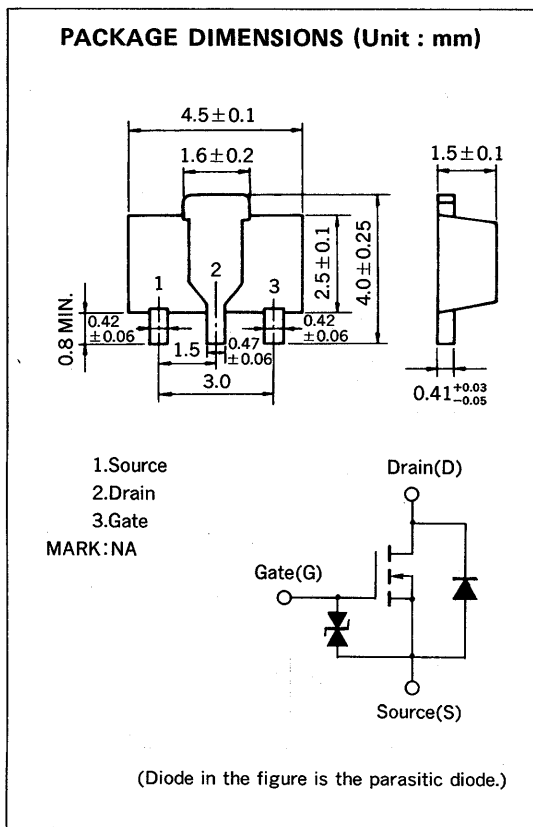 PACKAGE DIMENSIONS (Unit : mm)
4.5±0.1
1.6±0.2
1.5±0.1
2.5±0.1
4.0±0.25
1
2
3
0.8 MIN.
0.42
±0.06
0.47
±0.06
0.42
±0.06
1.5
3.0
0.41 +0.03
-0.05
1.Source
2.Drain
3.Gate
MARK:NA
Drain(D)
Gate(G)
Source(S)
(Diode in the figure is the parasitic diode.)